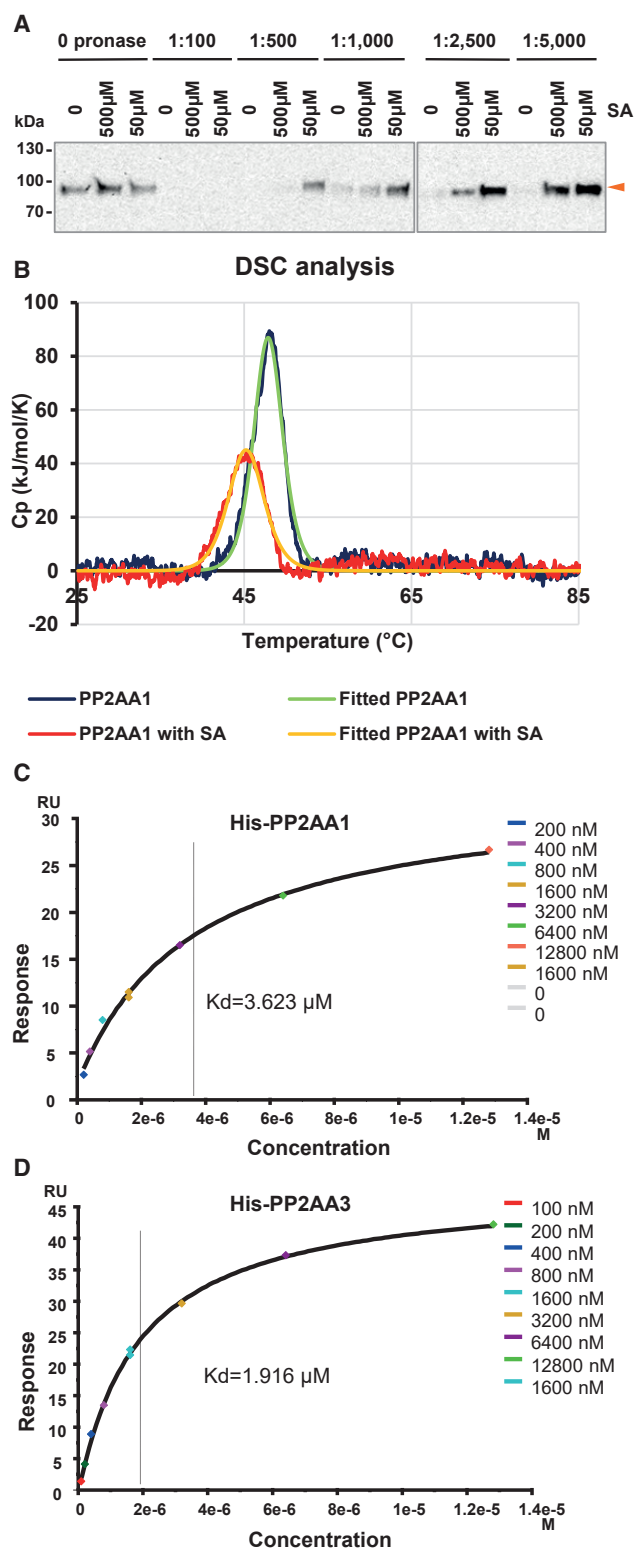 A
0 pronase 1:100 1:500 1:1,000 1:2,500 1:5,000
0 500μM 50μM 0 500μM 50μM 0 500μM 50μM 0 500μM 50μM 0 500μM 50μM 0 500μM 50μM SA
kDa
130 -
100 -
70 -
B
DSC analysis
Cp (kJ/mol/K)
100
80
60
40
20
0
-20
25 45 65 85
Temperature (°C)
PP2AA1 Fitted PP2AA1
PP2AA1 with SA Fitted PP2AA1 with SA
C
RU
His-PP2AA1
Response
30
25
20
15
10
5
0
Kd=3.623 μM
200 nM
400 nM
800 nM
1600 nM
3200 nM
6400 nM
12800 nM
1600 nM
0
0
0 2e-6 4e-6 6e-6 8e-6 1e-5 1.2e-5 1.4e-5
M
Concentration
D
RU
His-PP2AA3
Response
45
40
35
30
25
20
15
10
5
0
Kd=1.916 μM
100 nM
200 nM
400 nM
800 nM
1600 nM
3200 nM
6400 nM
12800 nM
1600 nM
0 2e-6 4e-6 6e-6 8e-6 1e-5 1.2e-5 1.4e-5
M
Concentration